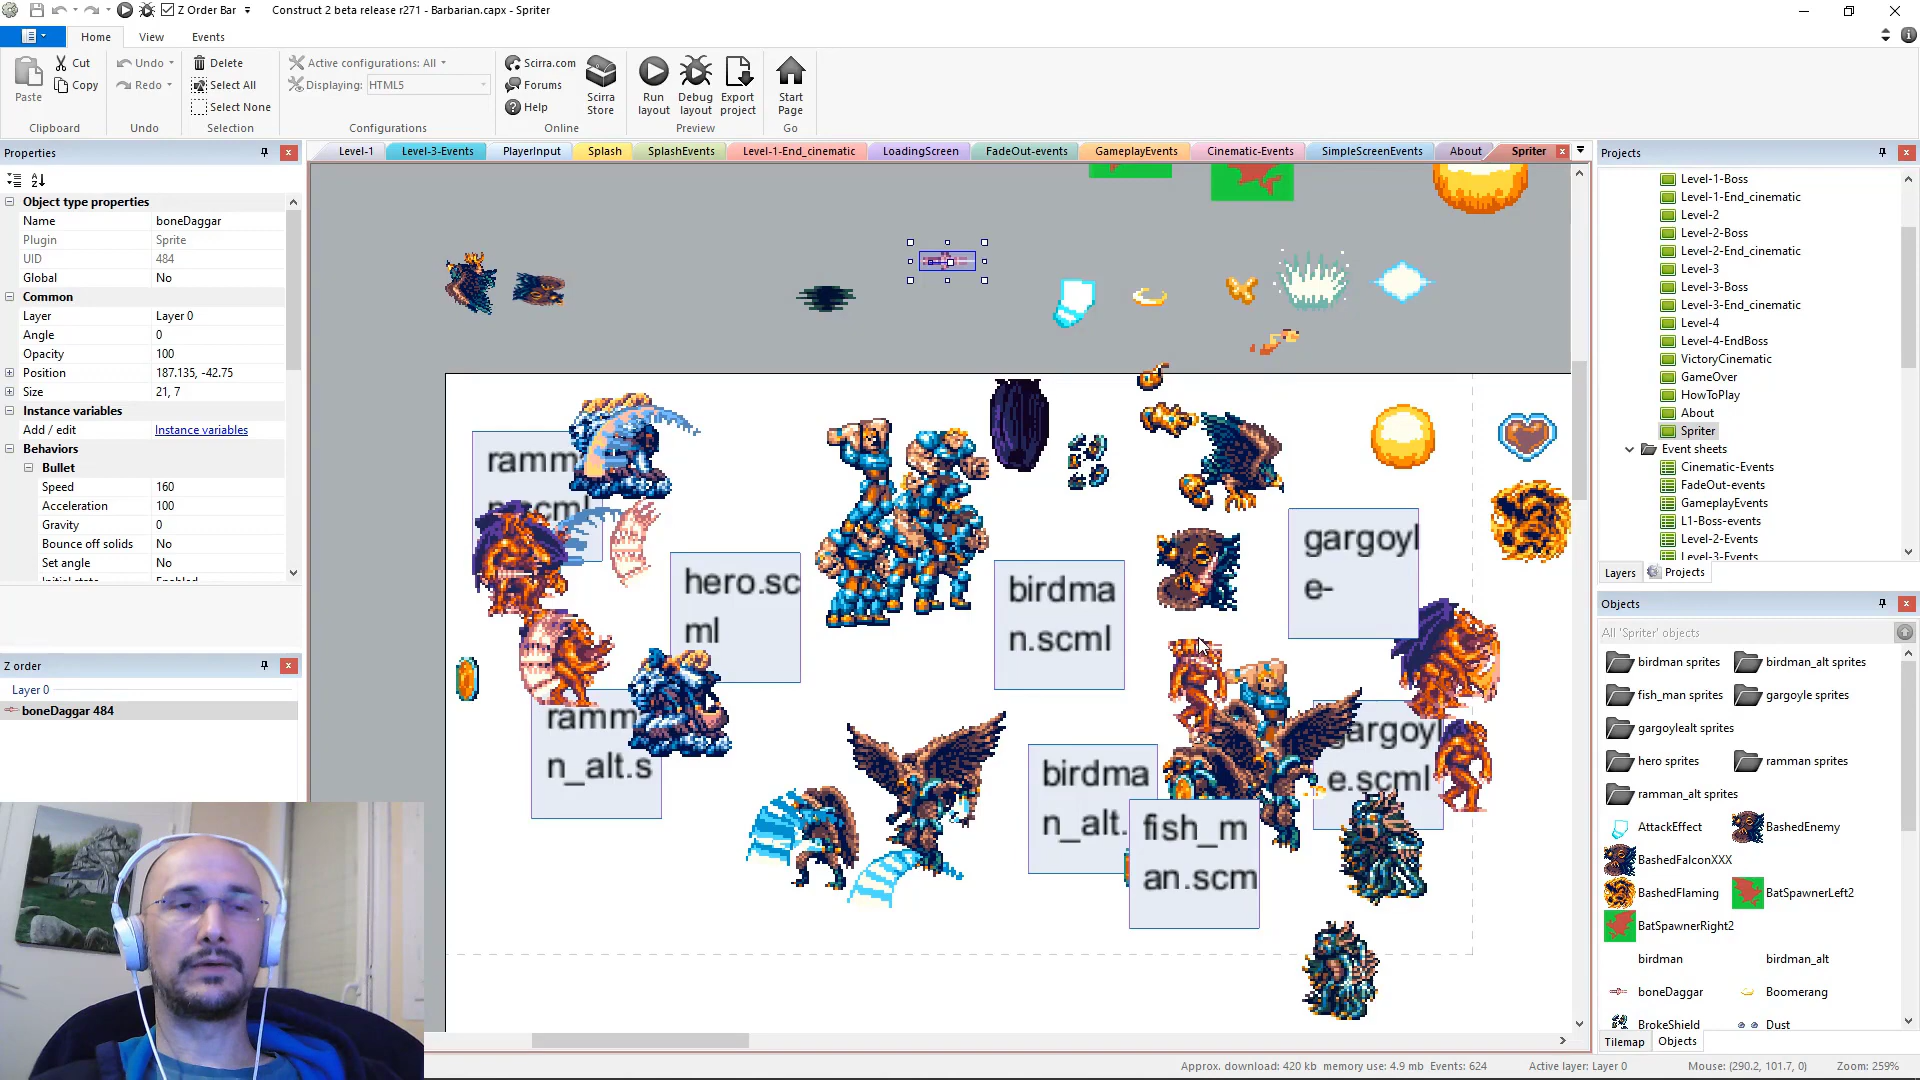 Z Order Bar
Construct 2 beta release r271 - Barbarian.capx - Spriter
Home
View
Events
Paste
Cut
Copy
Clipboard
Undo
Redo
Undo
Delete
Select All
Select None
Selection
Active configurations: All
Displaying: HTML5
Configurations
Scirra.com
Forums
Help
Scirra Store
Online
Run layout
Debug layout
Export project
Preview
Start Page
Go
Properties
Object type properties
Name boneDaggar
Plugin Sprite
UID 484
Global No
Common
Layer Layer 0
Angle 0
Opacity 100
Position 187.135, -42.75
Size 21, 7
Instance variables
Add / edit Instance variables
Behaviors
Bullet
Speed 160
Acceleration 100
Gravity 0
Bounce off solids No
Set angle No
Initial state Enabled
Z order
Layer 0
boneDaggar 484
Level-1
Level-3-Events
PlayerInput
Splash
SplashEvents
Level-1-End_cinematic
LoadingScreen
FadeOut-events
GameplayEvents
Cinematic-Events
SimpleScreenEvents
About
Spriter
ramm
n.scml
hero.sc
ml
birdma
n.scml
gargoyl
e-
ramm
n_alt.s
birdma
n_alt.
fish_m
an.scm
gargoyl
e.scml
Projects
Level-1-Boss
Level-1-End_cinematic
Level-2
Level-2-Boss
Level-2-End_cinematic
Level-3
Level-3-Boss
Level-3-End_cinematic
Level-4
Level-4-EndBoss
VictoryCinematic
GameOver
HowToPlay
About
Spriter
Event sheets
Cinematic-Events
FadeOut-events
GameplayEvents
L1-Boss-events
Level-2-Events
Level-3-Events
Layers
Projects
Objects
All 'Spriter' objects
birdman sprites
birdman_alt sprites
fish_man sprites
gargoyle sprites
gargoylealt sprites
hero sprites
ramman sprites
ramman_alt sprites
AttackEffect
BashedEnemy
BashedFalconXXX
BashedFlaming
BatSpawnerLeft2
BatSpawnerRight2
birdman
birdman_alt
boneDaggar
Boomerang
BrokeShield
Dust
Tilemap
Objects
Approx. download: 420 kb memory use: 4.9 mb Events: 624
Active layer: Layer 0
Mouse: (290.2, 101.7, 0)
Zoom: 259%